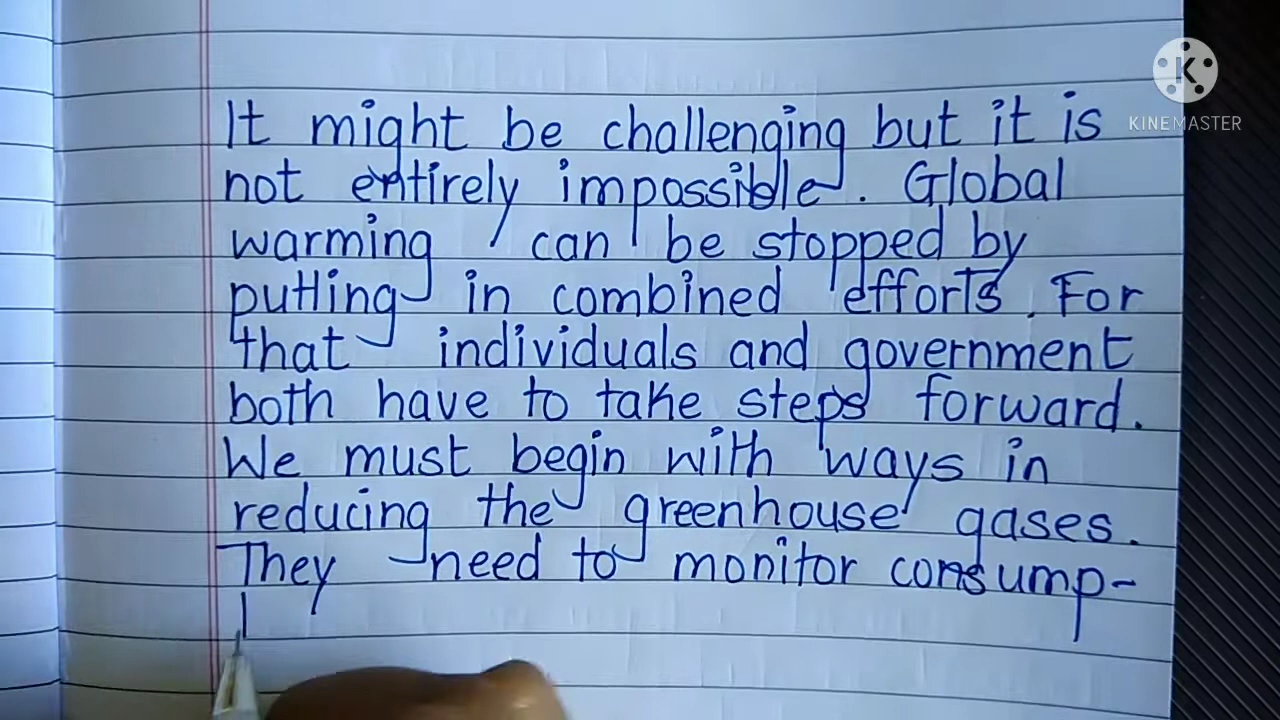 It might be challenging but it is
not entirely impossible. Global
warming can be stopped by
putting in combined efforts. For
that individuals and government
both have to take steps forward.
We must begin with ways in
reducing the greenhouse gases.
They need to monitor consump-
K
KINEMASTER